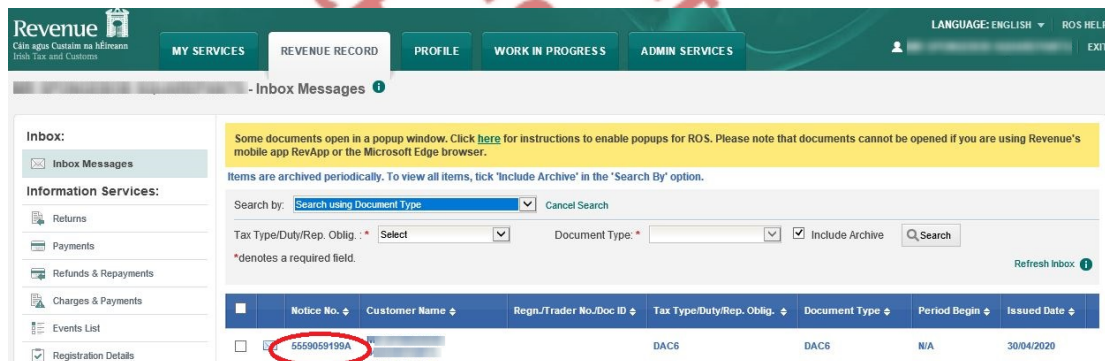 Revenue
Cáin agus Custaim na hÉireann
Irish Tax and Customs
LANGUAGE: ENGLISH ROS HELP
EXIT
MY SERVICES REVENUE RECORD PROFILE WORK IN PROGRESS ADMIN SERVICES
- Inbox Messages
Inbox:
Inbox Messages
Information Services:
Returns
Payments
Refunds & Repayments
Charges & Payments
Events List
Registration Details
Some documents open in a popup window. Click here for instructions to enable popups for ROS. Please note that documents cannot be opened if you are using Revenue's
mobile app RevApp or the Microsoft Edge browser.
Items are archived periodically. To view all items, tick 'Include Archive' in the 'Search By' option.
Search by: Search using Document Type Cancel Search
Tax Type/Duty/Rep. Oblig. : * Select Document Type: * Include Archive Search
*denotes a required field.
Refresh Inbox
Notice No. Customer Name Regn./Trader No./Doc ID Tax Type/Duty/Rep. Oblig. Document Type Period Begin Issued Date
5559059199A DAC6 DAC6 N/A 30/04/2020